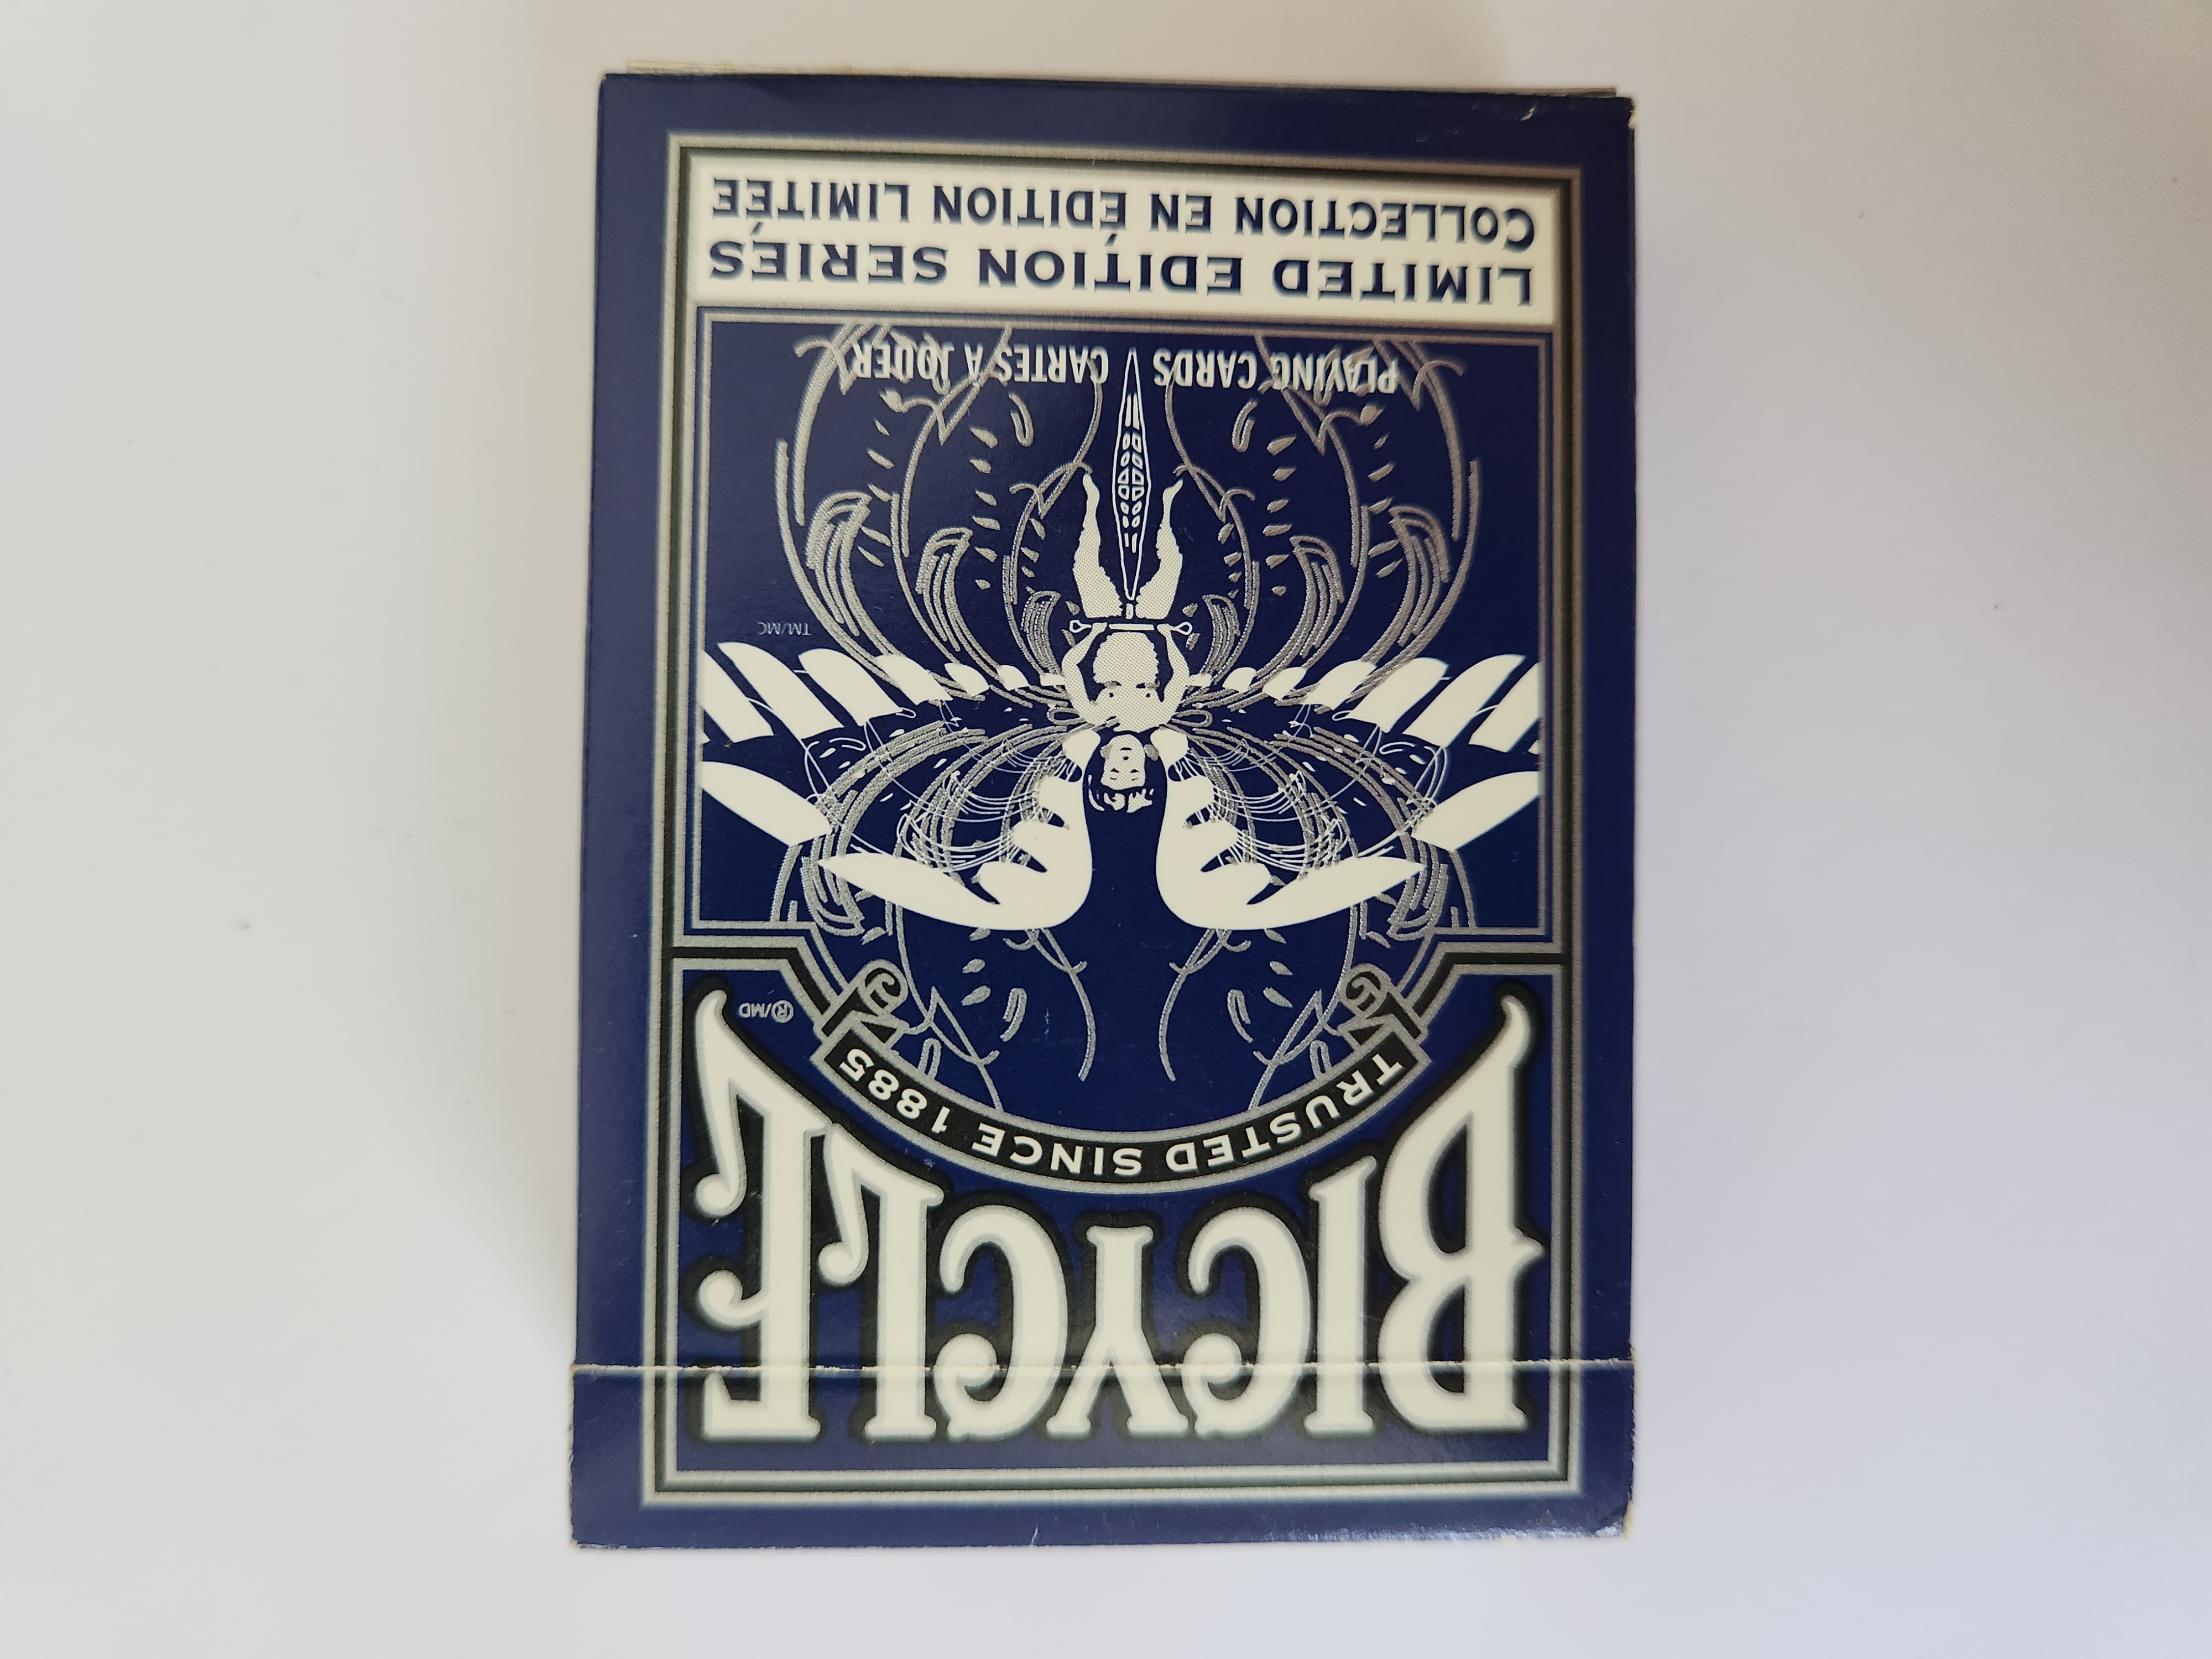 BICYCLE
®/MD
TRUSTED SINCE 1885
TM/MC
PLAYING CARDS CARTES À JOUER
LIMITED EDITION SERIES
COLLECTION EN ÉDITION LIMITÉE